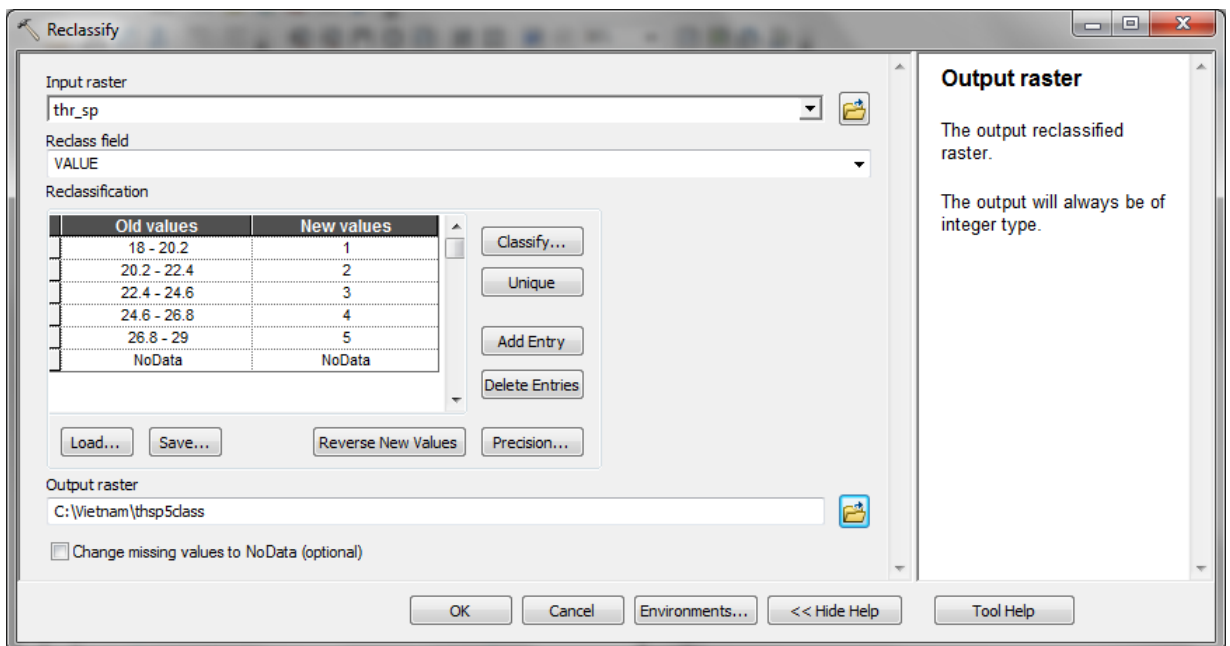 Reclassify
Input raster
thr_sp
Reclass field
VALUE
Reclassification
Old values New values
18 - 20.2 1
20.2 - 22.4 2
22.4 - 24.6 3
24.6 - 26.8 4
26.8 - 29 5
NoData NoData
Classify...
Unique
Add Entry
Delete Entries
Load... Save... Reverse New Values Precision...
Output raster
C:\Vietnam\thsp5class
Change missing values to NoData (optional)
OK Cancel Environments... << Hide Help Tool Help
Output raster
The output reclassified
raster.
The output will always be of
integer type.